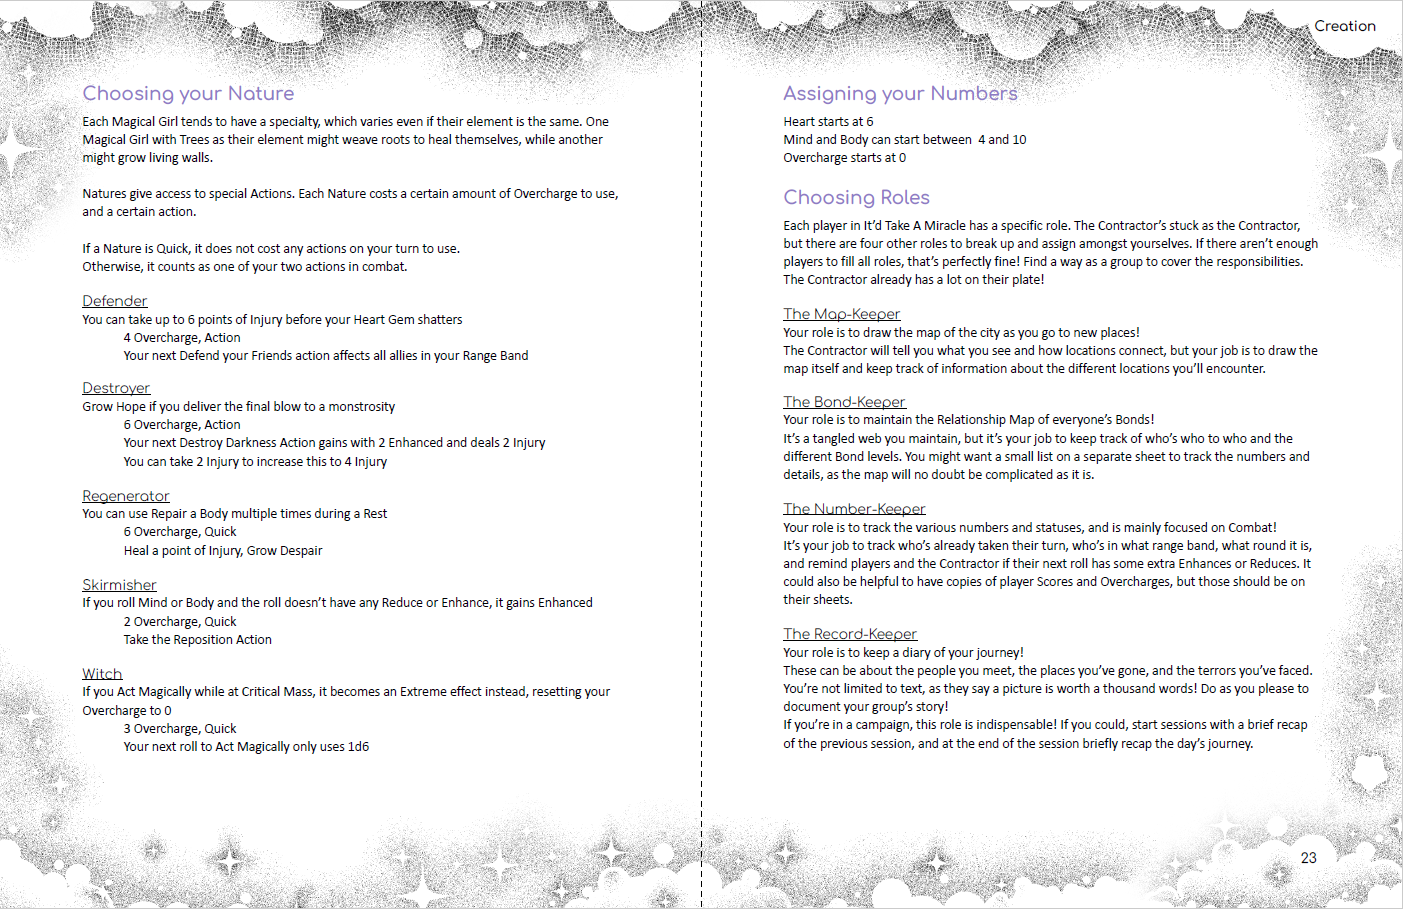 Choosing your Nature
Each Magical Girl tends to have a specialty, which varies even if their element is the same. One
Magical Girl with Trees as their element might weave roots to heal themselves, while another
might grow living walls.
Natures give access to special Actions. Each Nature costs a certain amount of Overcharge to use,
and a certain action.
If a Nature is Quick, it does not cost any actions on your turn to use.
Otherwise, it counts as one of your two actions in combat.
Defender
You can take up to 6 points of Injury before your Heart Gem shatters
4 Overcharge, Action
Your next Defend your Friends action affects all allies in your Range Band
Destroyer
Grow Hope if you deliver the final blow to a monstrosity
6 Overcharge, Action
Your next Destroy Darkness Action gains with 2 Enhanced and deals 2 Injury
You can take 2 Injury to increase this to 4 Injury
Regenerator
You can use Repair a Body multiple times during a Rest
6 Overcharge, Quick
Heal a point of Injury, Grow Despair
Skirmisher
If you roll Mind or Body and the roll doesn't have any Reduce or Enhance, it gains Enhanced
2 Overcharge, Quick
Take the Reposition Action
Witch
If you Act Magically while at Critical Mass, it becomes an Extreme effect instead, resetting your
Overcharge to 0
3 Overcharge, Quick
Your next roll to Act Magically only uses 1d6
Creation
Assigning your Numbers
Heart starts at 6
Mind and Body can start between  4 and 10
Overcharge starts at 0
Choosing Roles
Each player in It'd Take A Miracle has a specific role. The Contractor's stuck as the Contractor,
but there are four other roles to break up and assign amongst yourselves. If there aren't enough
players to fill all roles, that's perfectly fine! Find a way as a group to cover the responsibilities.
The Contractor already has a lot on their plate!
The Map-Keeper
Your role is to draw the map of the city as you go to new places!
The Contractor will tell you what you see and how locations connect, but your job is to draw the
map itself and keep track of information about the different locations you'll encounter.
The Bond-Keeper
Your role is to maintain the Relationship Map of everyone's Bonds!
It's a tangled web you maintain, but it's your job to keep track of who's who to who and the
different Bond levels. You might want a small list on a separate sheet to track the numbers and
details, as the map will no doubt be complicated as it is.
The Number-Keeper
Your role is to track the various numbers and statuses, and is mainly focused on Combat!
It's your job to track who's already taken their turn, who's in what range band, what round it is,
and remind players and the Contractor if their next roll has some extra Enhances or Reduces. It
could also be helpful to have copies of player Scores and Overcharges, but those should be on
their sheets.
The Record-Keeper
Your role is to keep a diary of your journey!
These can be about the people you meet, the places you've gone, and the terrors you've faced.
You're not limited to text, as they say a picture is worth a thousand words! Do as you please to
document your group's story!
If you're in a campaign, this role is indispensable! If you could, start sessions with a brief recap
of the previous session, and at the end of the session briefly recap the day's journey.
23